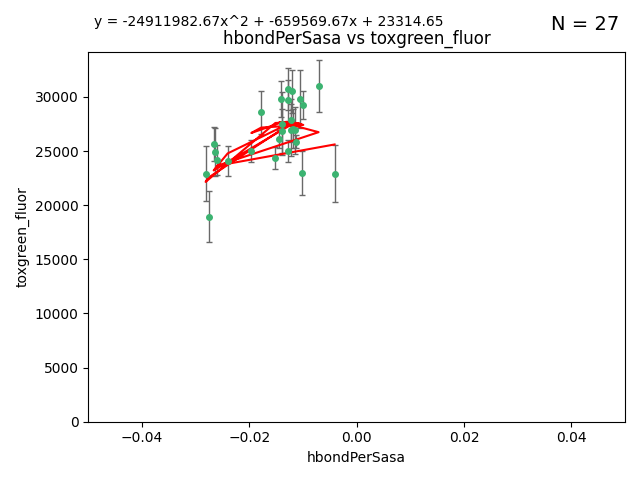 y = -24911982.67x^2 + -659569.67x + 23314.65
N = 27
hbondPerSasa vs toxgreen_fluor
toxgreen_fluor
30000
25000
20000
15000
10000
5000
0
−0.04
−0.02
0.00
0.02
0.04
hbondPerSasa